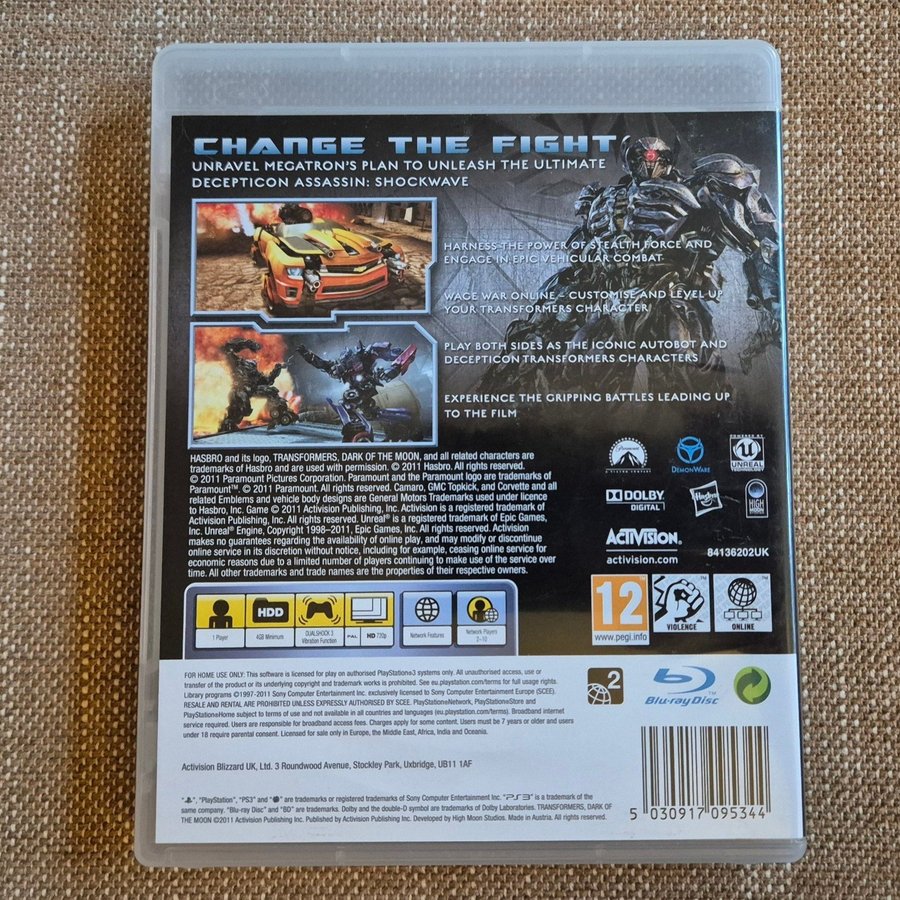 CHANGE THE FIGHT
UNRAVEL MEGATRON'S PLAN TO UNLEASH THE ULTIMATE
DECEPTICON ASSASSIN: SHOCKWAVE
HARNESS THE POWER OF STEALTH FORCE AND
ENGAGE IN EPIC VEHICULAR COMBAT
WAGE WAR ONLINE - CUSTOMISE AND LEVEL UP
YOUR TRANSFORMERS CHARACTER
PLAY BOTH SIDES AS THE ICONIC AUTOBOT AND
DECEPTICON TRANSFORMERS CHARACTERS
EXPERIENCE THE GRIPPING BATTLES LEADING UP
TO THE FILM
HASBRO and its logo, TRANSFORMERS, DARK OF THE MOON, and all related characters are
trademarks of Hasbro and are used with permission. © 2011 Hasbro. All rights reserved.
© 2011 Paramount Pictures Corporation. Paramount and the Paramount logo are trademarks of
Paramount™. © 2011 Paramount. All rights reserved. Camaro, GMC Topkick, and Corvette and all
related Emblems and vehicle body designs are General Motors Trademarks used under licence
to Hasbro, Inc. Game © 2011 Activision Publishing, Inc. Activision is a registered trademark of
Activision Publishing, Inc. All rights reserved. Unreal® is a registered trademark of Epic Games,
Inc. Unreal® Engine, Copyright 1998–2011, Epic Games, Inc. All rights reserved. Activision
makes no guarantees regarding the availability of online play, and may modify or discontinue
online service in its discretion without notice, including for example, ceasing online service for
economic reasons due to a limited number of players continuing to make use of the service over
time. All other trademarks and trade names are the properties of their respective owners.
Paramount
DEMONWARE
POWERED BY
UNREAL
DOLBY
DIGITAL
Hasbro
HIGH MOON
ACTIVISION.
activision.com
84136202UK
1 Player
HDD
4GB Minimum
DUALSHOCK 3
Vibration Function
PAL
HD 720p
Network Features
Network Players
2–10
12
www.pegi.info
VIOLENCE
ONLINE
FOR HOME USE ONLY: This software is licensed for play on authorised PlayStation®3 systems only. All unauthorised access, use or
transfer of the product or its underlying copyright and trademark works is prohibited. See eu.playstation.com/terms for full usage rights.
Library programs ©1997-2011 Sony Computer Entertainment Inc. exclusively licensed to Sony Computer Entertainment Europe (SCEE).
RESALE AND RENTAL ARE PROHIBITED UNLESS EXPRESSLY AUTHORISED BY SCEE. PlayStation®Network, PlayStation®Store and
PlayStation®Home subject to terms of use and not available in all countries and languages (eu.playstation.com/terms). Broadband internet
service required. Users are responsible for broadband access fees. Charges apply for some content. Users must be 7 years or older and users
under 18 require parental consent. Licensed for sale only in Europe, the Middle East, Africa, India and Oceania.
2
Blu-ray Disc
Activision Blizzard UK, Ltd. 3 Roundwood Avenue, Stockley Park, Uxbridge, UB11 1AF
"PlayStation", "PS3" and are trademarks or registered trademarks of Sony Computer Entertainment Inc. "PS3" is a trademark of the
same company. "Blu-ray Disc" and "BD" are trademarks. Dolby and the double-D symbol are trademarks of Dolby Laboratories. TRANSFORMERS, DARK OF
THE MOON ©2011 Activision Publishing Inc. Published by Activision Publishing Inc. Developed by High Moon Studios. Made in Austria. All rights reserved.
5 030917 095344